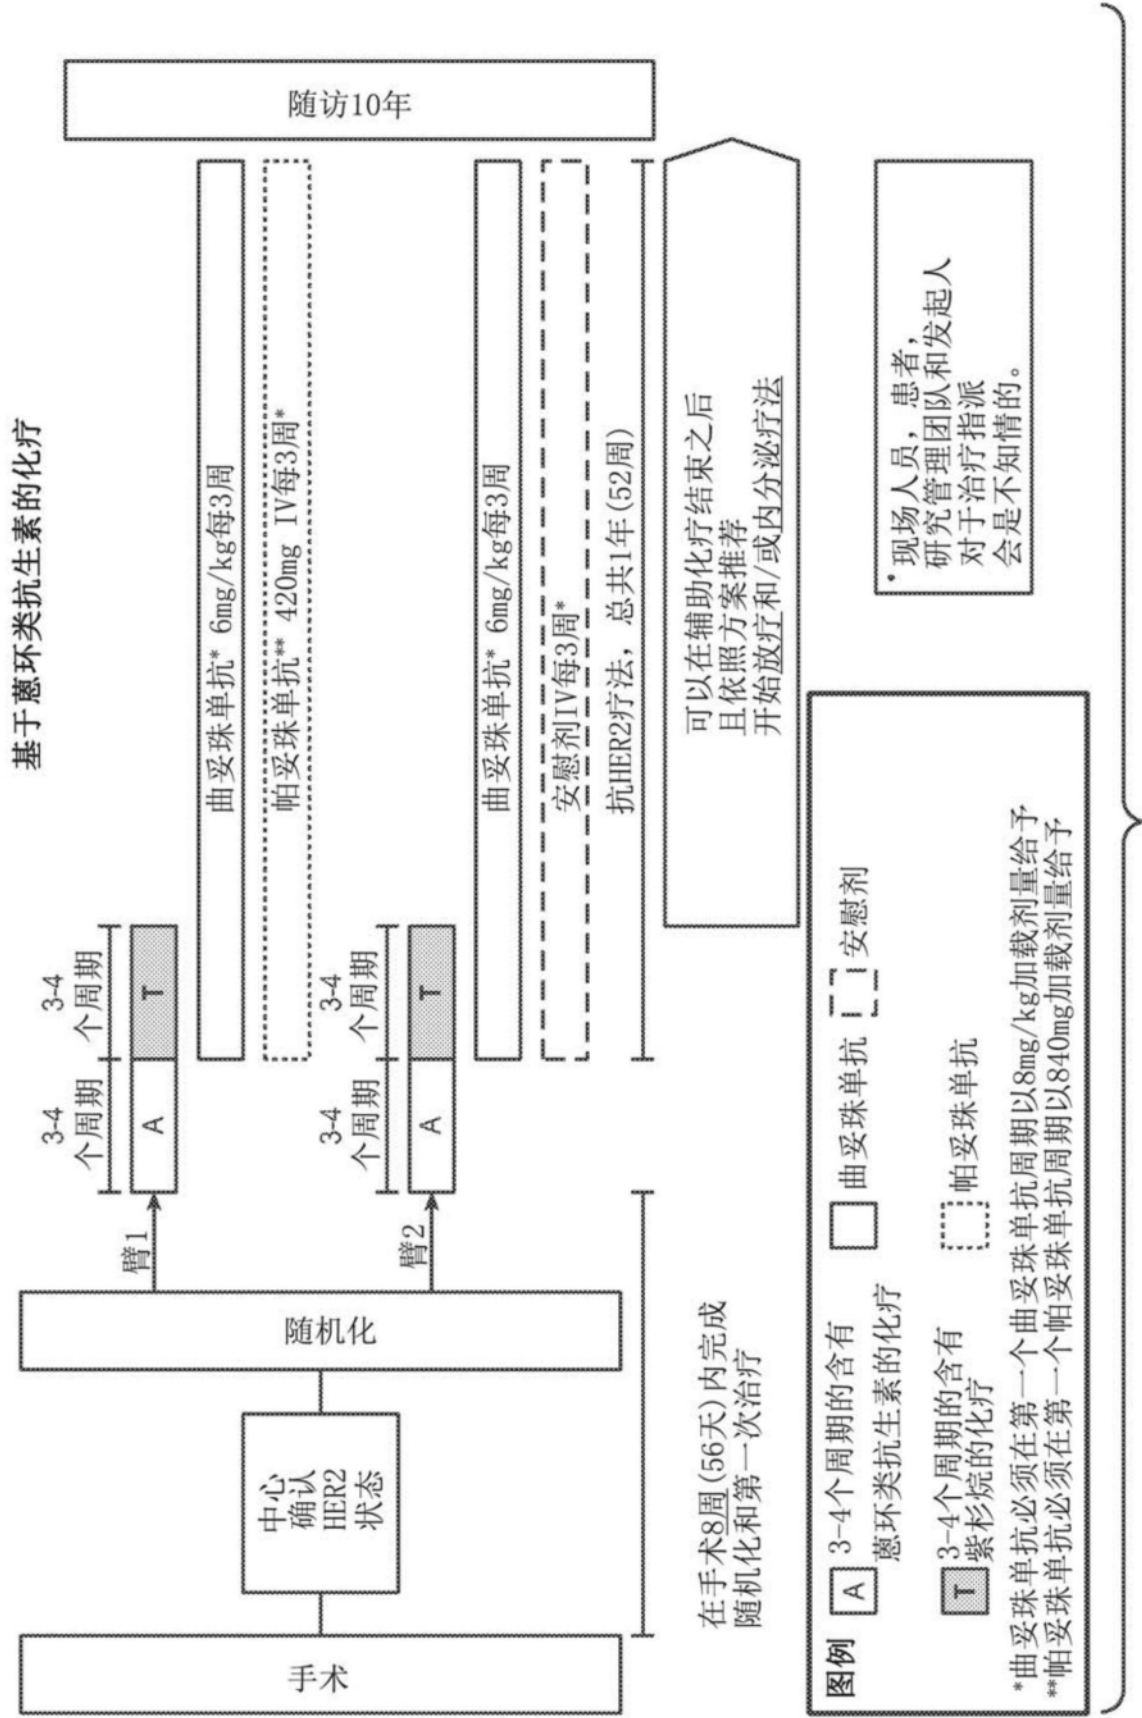 基于蒽环类抗生素的化疗
3-4
个周期
3-4
个周期
臂1
A
T
曲妥珠单抗* 6mg/kg每3周
帕妥珠单抗** 420mg IV每3周*
随访10年
手术
中心
确认
HER2
状态
随机化
3-4
个周期
3-4
个周期
臂2
A
T
曲妥珠单抗* 6mg/kg每3周
安慰剂IV每3周*
抗HER2疗法，总共1年(52周)
在手术8周(56天)内完成
随机化和第一次治疗
可以在辅助化疗结束之后
且依照方案推荐
开始放疗和/或内分泌疗法
图例
A
3-4个周期的含有
蒽环类抗生素的化疗
曲妥珠单抗
安慰剂
T
3-4个周期的含有
紫杉烷的化疗
帕妥珠单抗
*曲妥珠单抗必须在第一个曲妥珠单抗周期以8mg/kg加载剂量给予
**帕妥珠单抗必须在第一个帕妥珠单抗周期以840mg加载剂量给予
*现场人员，患者，
研究管理团队和发起人
对于治疗指派
会是不知情的。